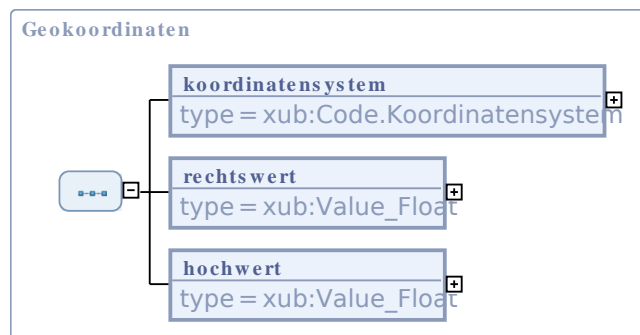 Geokoordinaten
koordinatensystem
type = xub:Code.Koordinatensystem
rechtswert
type = xub:Value_Float
hochwert
type = xub:Value_Float